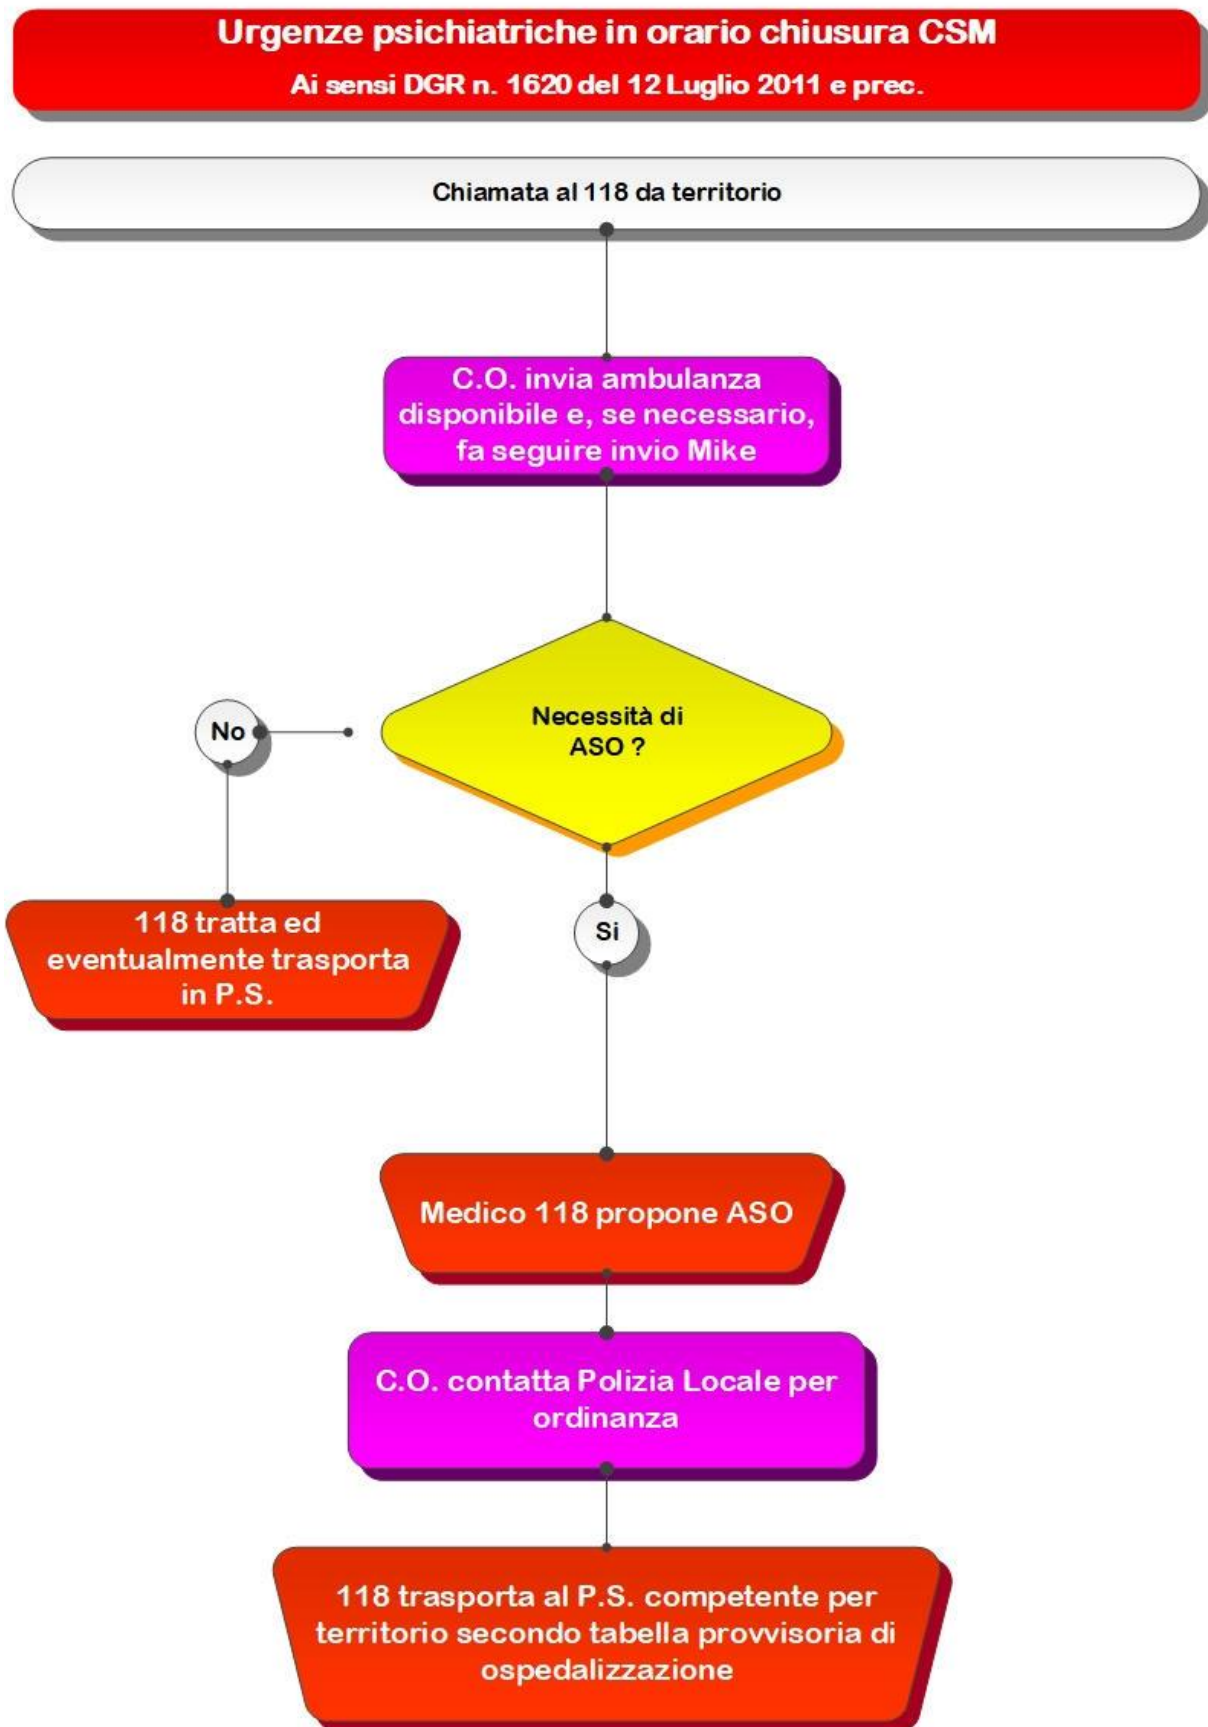 Urgenze psichiatriche in orario chiusura CSM
Ai sensi DGR n. 1620 del 12 Luglio 2011 e prec.
Chiamata al 118 da territorio
C.O. invia ambulanza
disponibile e, se necessario,
fa seguire invio Mike
Necessità di
ASO ?
No
118 tratta ed
eventualmente trasporta
in P.S.
Si
Medico 118 propone ASO
C.O. contatta Polizia Locale per
ordinanza
118 trasporta al P.S. competente per
territorio secondo tabella provvisoria di
ospedalizzazione